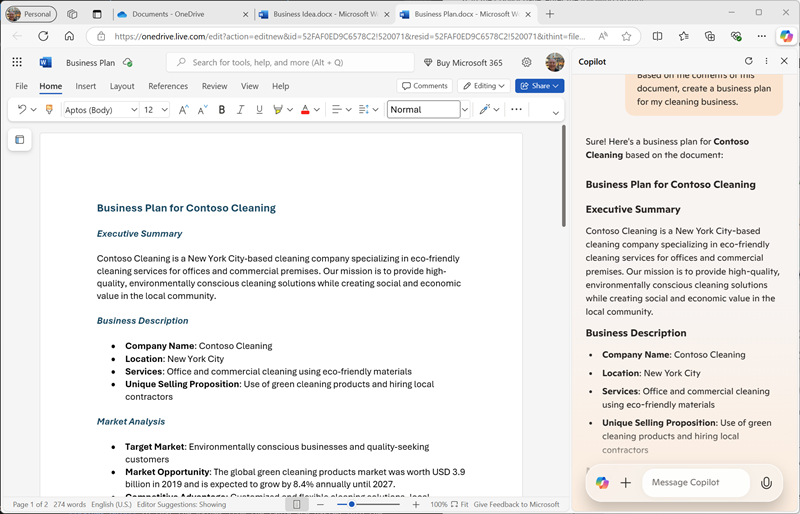 Personal
Documents - OneDrive
Business Idea.docx - Microsoft W
Business Plan.docx - Microsoft W
https://onedrive.live.com/edit?action=editnew&id=52FAF0ED9C6578C2!520071&resid=52FAF0ED9C6578C2!520071&ithint=file...
Business Plan
Search for tools, help, and more (Alt + Q)
Buy Microsoft 365
File Home Insert Layout References Review View Help
Comments Editing Share
Aptos (Body) 12 A A B I U A Normal
Business Plan for Contoso Cleaning
Executive Summary
Contoso Cleaning is a New York City-based cleaning company specializing in eco-friendly
cleaning services for offices and commercial premises. Our mission is to provide high-
quality, environmentally conscious cleaning solutions while creating social and economic
value in the local community.
Business Description
• Company Name: Contoso Cleaning
• Location: New York City
• Services: Office and commercial cleaning using eco-friendly materials
• Unique Selling Proposition: Use of green cleaning products and hiring local
contractors
Market Analysis
• Target Market: Environmentally conscious businesses and quality-seeking
customers
• Market Opportunity: The global green cleaning products market was worth USD 3.9
billion in 2019 and is expected to grow by 8.4% annually until 2027.
• Competitive Advantage: Customized and flexible cleaning solutions, local
Page 1 of 2 274 words English (U.S.) Editor Suggestions: Showing
100% Fit Give Feedback to Microsoft
Copilot
Based on the contents of this
document, create a business plan
for my cleaning business.
Sure! Here's a business plan for Contoso
Cleaning based on the document:
Business Plan for Contoso Cleaning
Executive Summary
Contoso Cleaning is a New York City-based
cleaning company specializing in eco-friendly
cleaning services for offices and commercial
premises. Our mission is to provide high-quality,
environmentally conscious cleaning solutions
while creating social and economic value in the
local community.
Business Description
• Company Name: Contoso Cleaning
• Location: New York City
• Services: Office and commercial cleaning
using eco-friendly materials
• Unique Selling Proposition: Use of green
cleaning products and hiring local
contractors
Message Copilot